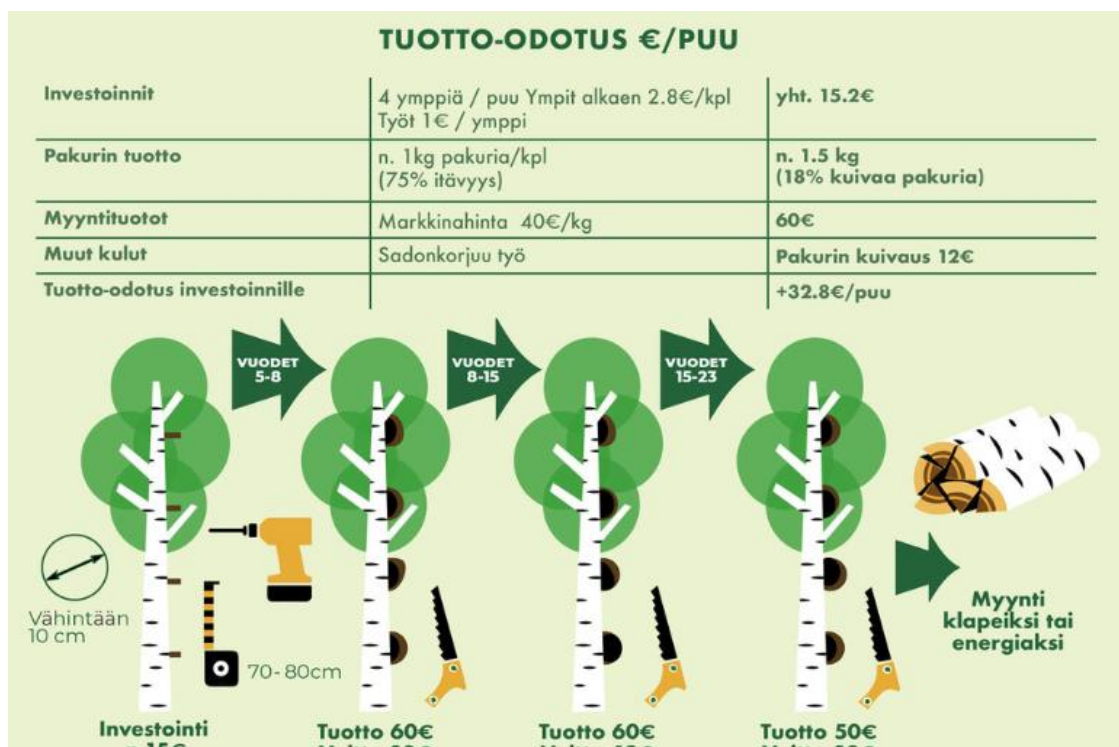 TUOTTO-ODOTUS €/PUU
Investoinnit
4 ymppiä / puu Ympit alkaen 2.8€/kpl
Työt 1€ / ymppi
yht. 15.2€
Pakurin tuotto
n. 1kg pakuria/kpl
(75% itävyys)
n. 1.5 kg
(18% kuivaa pakuria)
Myyntituotot
Markkinahinta 40€/kg
60€
Muut kulut
Sadonkorjuu työ
Pakurin kuivaus 12€
Tuotto-odotus investoinnille
+32.8€/puu
VUODET
5-8
VUODET
8-15
VUODET
15-23
Vähintään
10 cm
70-80cm
Myynti
klapeiksi tai
energiaksi
Investointi
Tuotto 60€
Tuotto 60€
Tuotto 50€